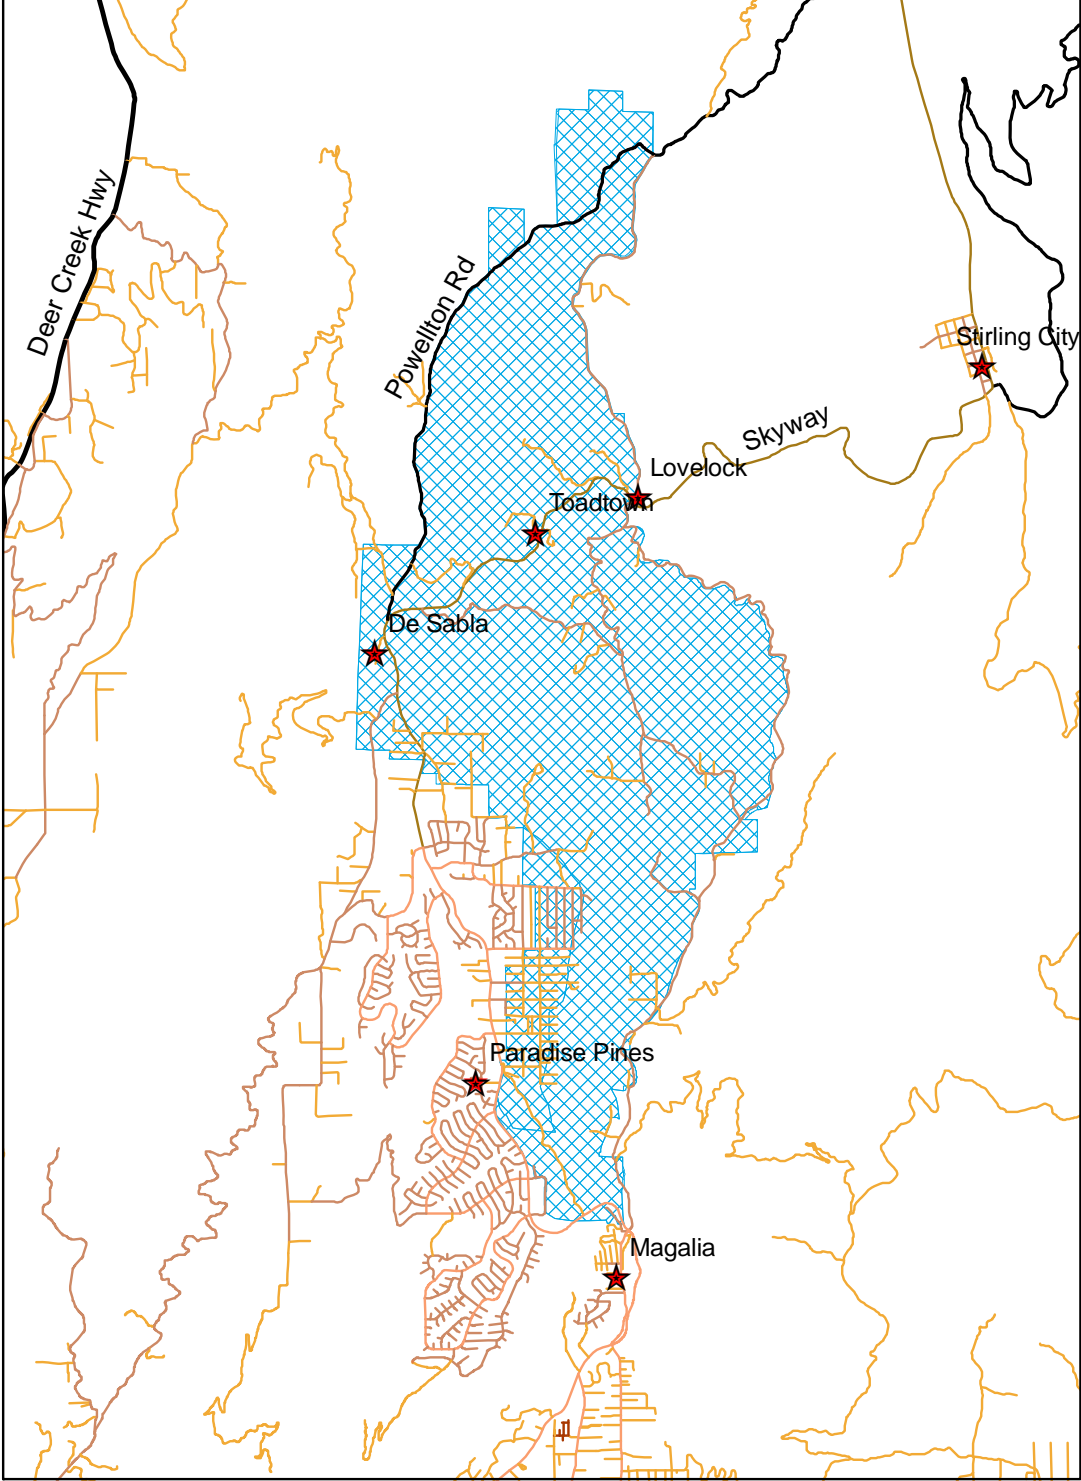 Deer Creek Hwy
Powellton Rd
Stirling City
Skyway
Lovelock
Toadtown
De Sabla
Paradise Pines
Magalia